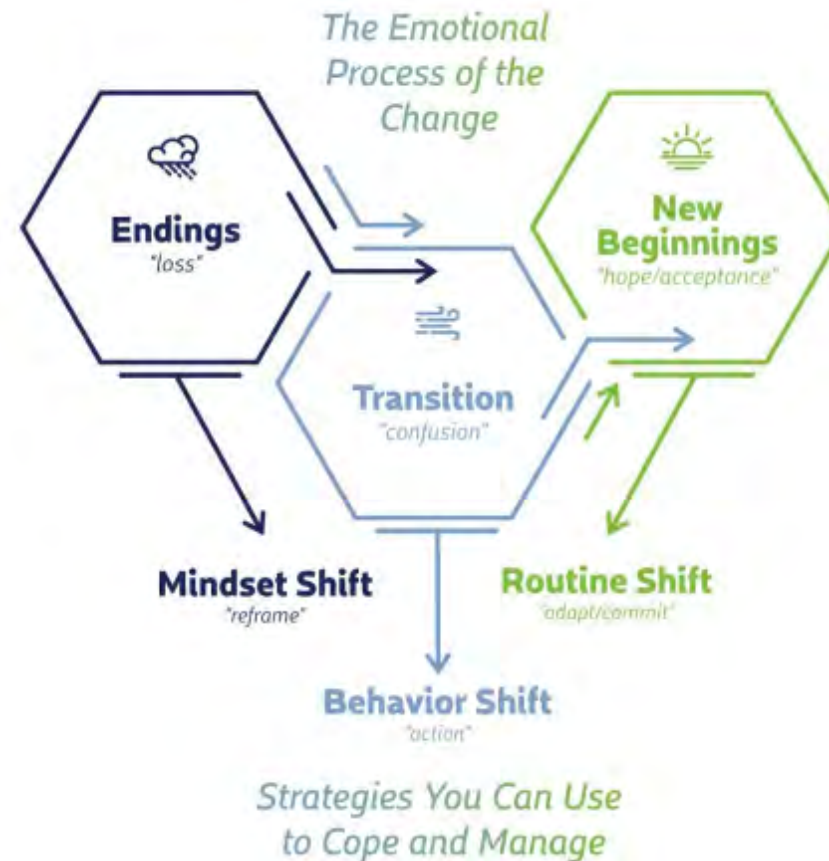 The Emotional
Process of the
Change
Endings
"loss"
New
Beginnings
"hope/acceptance"
Transition
"confusion"
Mindset Shift
"reframe"
Routine Shift
"adapt/commit"
Behavior Shift
"action"
Strategies You Can Use
to Cope and Manage